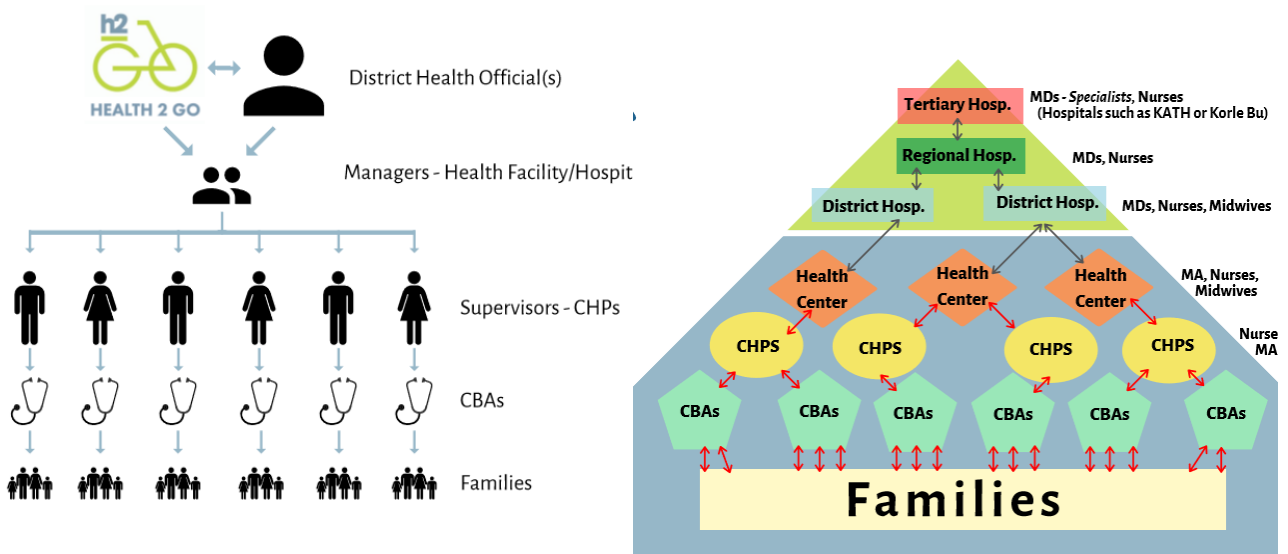 h2
GO
HEALTH 2 GO
District Health Official(s)
Managers - Health Facility/Hospit
Supervisors - CHPs
CBAs
Families
Tertiary Hosp.
MDs - Specialists, Nurses
(Hospitals such as KATH or Korle Bu)
Regional Hosp.
MDs, Nurses
District Hosp.
District Hosp.
MDs, Nurses, Midwives
Health
Center
Health
Center
Health
Center
MA, Nurses,
Midwives
CHPS
CHPS
CHPS
CHPS
Nurse
MA
CBAs
CBAs
CBAs
CBAs
CBAs
CBAs
Families